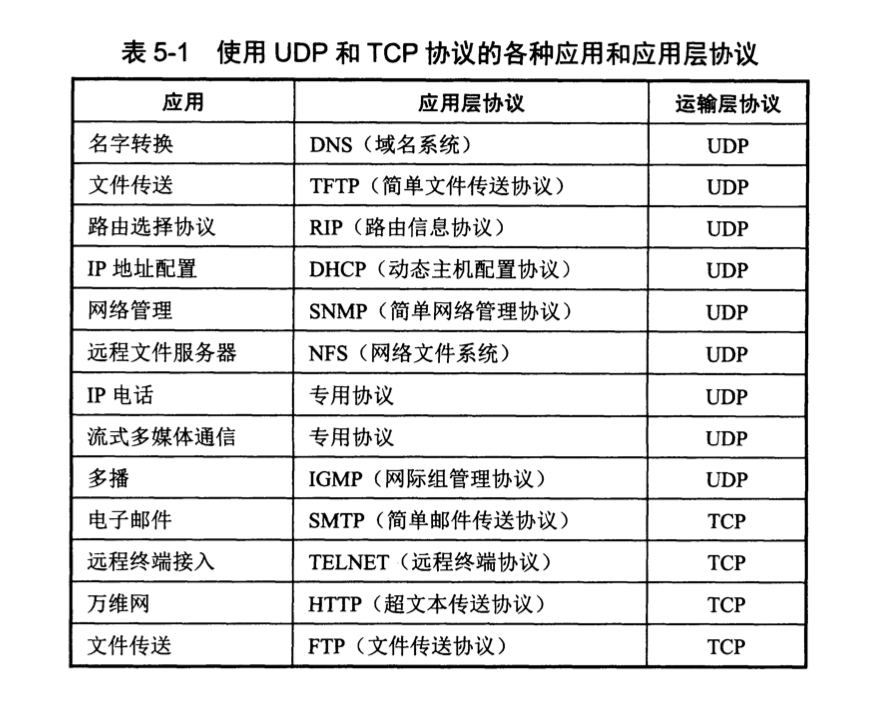 表 5-1 使用 UDP 和 TCP 协议的各种应用和应用层协议
应用 应用层协议 运输层协议
名字转换 DNS（域名系统） UDP
文件传送 TFTP（简单文件传送协议） UDP
路由选择协议 RIP（路由信息协议） UDP
IP 地址配置 DHCP（动态主机配置协议） UDP
网络管理 SNMP（简单网络管理协议） UDP
远程文件服务器 NFS（网络文件系统） UDP
IP 电话 专用协议 UDP
流式多媒体通信 专用协议 UDP
多播 IGMP（网际组管理协议） UDP
电子邮件 SMTP（简单邮件传送协议） TCP
远程终端接入 TELNET（远程终端协议） TCP
万维网 HTTP（超文本传送协议） TCP
文件传送 FTP（文件传送协议） TCP